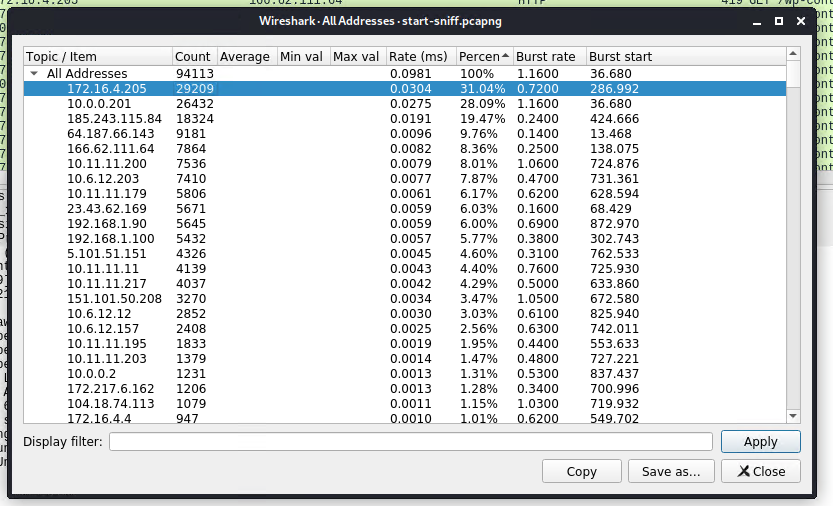 172.16.4.205 166.62.111.64 HTTP 419 GET /wp-cont
Wireshark · All Addresses · start-sniff.pcapng
Topic / Item Count Average Min val Max val Rate (ms) Percen Burst rate Burst start
All Addresses 94113 0.0981 100% 1.1600 36.680
172.16.4.205 29209 0.0304 31.04% 0.7200 286.992
10.0.0.201 26432 0.0275 28.09% 1.1600 36.680
185.243.115.84 18324 0.0191 19.47% 0.2400 424.666
64.187.66.143 9181 0.0096 9.76% 0.1400 13.468
166.62.111.64 7864 0.0082 8.36% 0.2500 138.075
10.11.11.200 7536 0.0079 8.01% 1.0600 724.876
10.6.12.203 7410 0.0077 7.87% 0.4700 731.361
10.11.11.179 5806 0.0061 6.17% 0.6200 628.594
23.43.62.169 5671 0.0059 6.03% 0.1600 68.429
192.168.1.90 5645 0.0059 6.00% 0.6900 872.970
192.168.1.100 5432 0.0057 5.77% 0.3800 302.743
5.101.51.151 4326 0.0045 4.60% 0.3100 762.533
10.11.11.11 4139 0.0043 4.40% 0.7600 725.930
10.11.11.217 4037 0.0042 4.29% 0.5000 633.860
151.101.50.208 3270 0.0034 3.47% 1.0500 672.580
10.6.12.12 2852 0.0030 3.03% 0.6100 825.940
10.6.12.157 2408 0.0025 2.56% 0.6300 742.011
10.11.11.195 1833 0.0019 1.95% 0.4400 553.633
10.11.11.203 1379 0.0014 1.47% 0.4800 727.221
10.0.0.2 1231 0.0013 1.31% 0.5300 837.437
172.217.6.162 1206 0.0013 1.28% 0.3400 700.996
104.18.74.113 1079 0.0011 1.15% 1.0300 719.932
172.16.4.4 947 0.0010 1.01% 0.6200 549.702
Display filter:
Apply
Copy Save as... Close